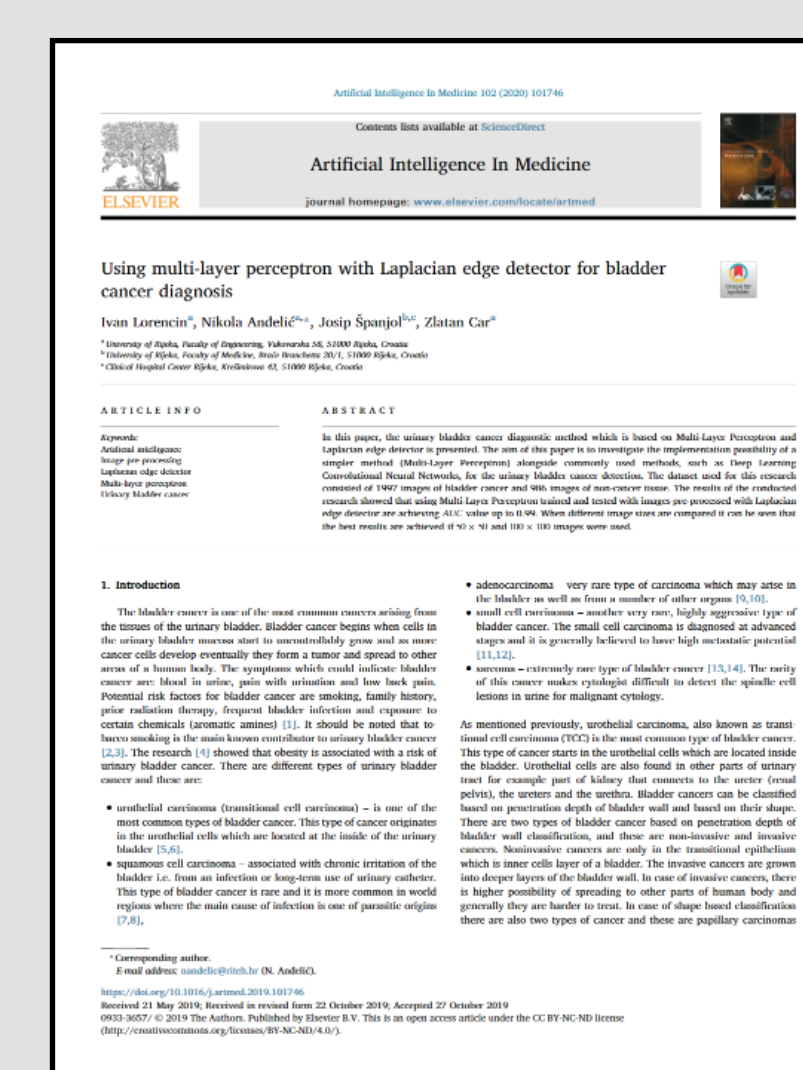 Artificial Intelligence In Medicine 102 (2020) 101746
Contents lists available at ScienceDirect
Artificial Intelligence In Medicine
journal homepage: www.elsevier.com/locate/artmed
ELSEVIER
Using multi-layer perceptron with Laplacian edge detector for bladder
cancer diagnosis
Ivan Lorencinᵃ, Nikola Anđelićᵃ,*, Josip Španjolᵇ,ᶜ, Zlatan Carᵃ
ᵃ University of Rijeka, Faculty of Engineering, Vukovarska 58, 51000 Rijeka, Croatia
ᵇ University of Rijeka, Faculty of Medicine, Braće Branchetta 20/1, 51000 Rijeka, Croatia
ᶜ Clinical Hospital Center Rijeka, Krešimirova 42, 51000 Rijeka, Croatia
ARTICLE INFO
Keywords:
Artificial intelligence
Image pre-processing
Laplacian edge detector
Multi-layer perceptron
Urinary bladder cancer
ABSTRACT
In this paper, the urinary bladder cancer diagnostic method which is based on Multi-Layer Perceptron and
Laplacian edge detector is presented. The aim of this paper is to investigate the implementation possibility of a
simpler method (Multi-Layer Perceptron) alongside commonly used methods, such as Deep Learning
Convolutional Neural Networks, for the urinary bladder cancer detection. The dataset used for this research
consisted of 1997 images of bladder cancer and 986 images of non-cancer tissue. The results of the conducted
research showed that using Multi-Layer Perceptron trained and tested with images pre-processed with Laplacian
edge detector are achieving AUC value up to 0.99. When different image sizes are compared it can be seen that
the best results are achieved if 50 × 50 and 100 × 100 images were used.
1. Introduction
The bladder cancer is one of the most common cancers arising from
the tissues of the urinary bladder. Bladder cancer begins when cells in
the urinary bladder mucosa start to uncontrollably grow and as more
cancer cells develop eventually they form a tumor and spread to other
areas of a human body. The symptoms which could indicate bladder
cancer are: blood in urine, pain with urination and low back pain.
Potential risk factors for bladder cancer are smoking, family history,
prior radiation therapy, frequent bladder infection and exposure to
certain chemicals (aromatic amines) [1]. It should be noted that to-
bacco smoking is the main known contributor to urinary bladder cancer
[2,3]. The research [4] showed that obesity is associated with a risk of
urinary bladder cancer. There are different types of urinary bladder
cancer and these are:
• urothelial carcinoma (transitional cell carcinoma) – is one of the
most common types of bladder cancer. This type of cancer originates
in the urothelial cells which are located at the inside of the urinary
bladder [5,6].
• squamous cell carcinoma – associated with chronic irritation of the
bladder i.e. from an infection or long-term use of urinary catheter.
This type of bladder cancer is rare and it is more common in world
regions where the main cause of infection is one of parasitic origins
[7,8].
• adenocarcinoma – very rare type of carcinoma which may arise in
the bladder as well as from a number of other organs [9,10].
• small cell carcinoma – another very rare, highly aggressive type of
bladder cancer. The small cell carcinoma is diagnosed at advanced
stages and it is generally believed to have high metastatic potential
[11,12].
• sarcoma – extremely rare type of bladder cancer [13,14]. The rarity
of this cancer makes cytologist difficult to detect the spindle cell
lesions in urine for malignant cytology.
As mentioned previously, urothelial carcinoma, also known as transi-
tional cell carcinoma (TCC) is the most common type of bladder cancer.
This type of cancer starts in the urothelial cells which are located inside
the bladder. Urothelial cells are also found in other parts of urinary
tract for example part of kidney that connects to the ureter (renal
pelvis), the ureters and the urethra. Bladder cancers can be classified
based on penetration depth of bladder wall and based on their shape.
There are two types of bladder cancer based on penetration depth of
bladder wall classification, and these are non-invasive and invasive
cancers. Noninvasive cancers are only in the transitional epithelium
which is inner cells layer of a bladder. The invasive cancers are grown
into deeper layers of the bladder wall. In case of invasive cancers, there
is higher possibility of spreading to other parts of human body and
generally they are harder to treat. In case of shape based classification
there are also two types of cancer and these are papillary carcinomas
* Corresponding author.
E-mail address: nandelic@riteh.hr (N. Anđelić).
https://doi.org/10.1016/j.artmed.2019.101746
Received 21 May 2019; Received in revised form 22 October 2019; Accepted 27 October 2019
0933-3657/ © 2019 The Authors. Published by Elsevier B.V. This is an open access article under the CC BY-NC-ND license
(http://creativecommons.org/licenses/BY-NC-ND/4.0/).